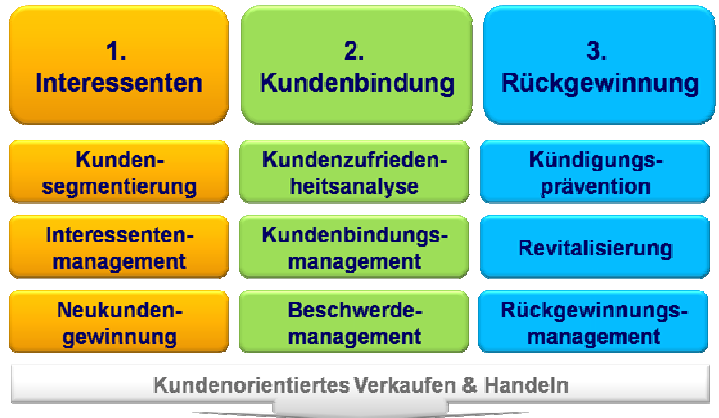 1.
Interessenten
2.
Kundenbindung
3.
Rückgewinnung
Kunden-
segmentierung
Kundenzufrieden-
heitsanalyse
Kündigungs-
prävention
Interessenten-
management
Kundenbindungs-
management
Revitalisierung
Neukunden-
gewinnung
Beschwerde-
management
Rückgewinnungs-
management
Kundenorientiertes Verkaufen & Handeln